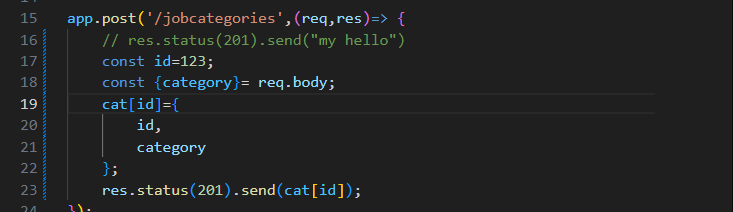 15 app.post('/jobcategories',(req,res)=> {
16 // res.status(201).send("my hello")
17 const id=123;
18 const {category}= req.body;
19 cat[id]={
20 id,
21 category
22 };
23 res.status(201).send(cat[id]);
24 });